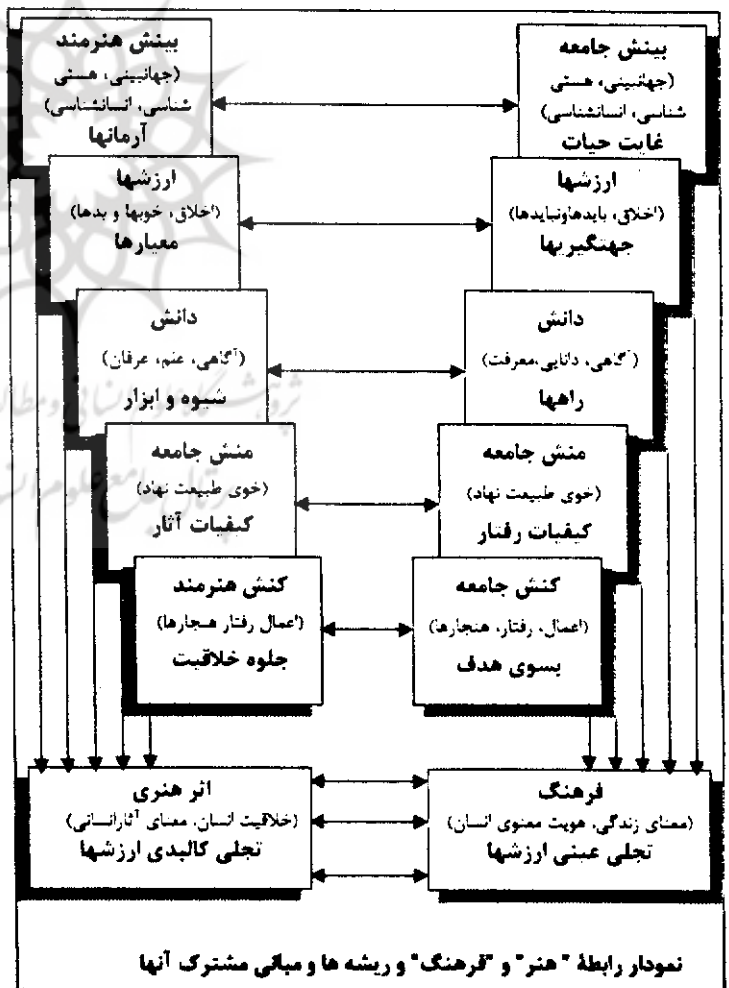 بینش جامعه
(جهانبینی، هستی
شناسی، انسانشناسی)
غایت حیات
بینش هنرمند
(جهانبینی، هستی
شناسی، انسانشناسی)
آرمانها
ارزشها
(اخلاق، بایدهاونبایدها)
جهتگیریها
ارزشها
(اخلاق، خوبها و بدها)
معیارها
دانش
(آگاهی، دانایی،معرفت)
راهها
دانش
(آگاهی، علم، عرفان)
شیوه و ابزار
منش جامعه
(خوی طبیعت نهاد)
کیفیات رفتار
منش جامعه
(خوی طبیعت نهاد)
کیفیات آثار
کنش جامعه
(اعمال، رفتار، هنجارها)
بسوی هدف
کنش هنرمند
(اعمال رفتار هنجارها)
جلوه خلاقیت
فرهنگ
(معنای زندگی، هویت معنوی انسان)
تجلی عینی ارزشها
اثر هنری
(خلاقیت انسان، معنای آثارانسانی)
تجلی کالبدی ارزشها
نمودار رابطۀ "هنر" و "فرهنگ" و ریشه ها و مبانی مشترک آنها